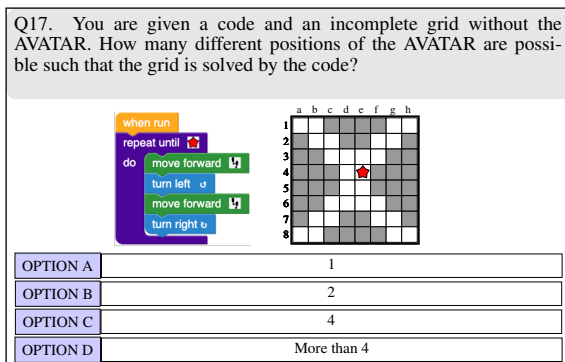 Q17. You are given a code and an incomplete grid without the
AVATAR. How many different positions of the AVATAR are possi-
ble such that the grid is solved by the code?
a b c d e f g h
when run
repeat until
do
move forward
turn left ↺
move forward
turn right ↻
1
2
3
4
5
6
7
8
OPTION A 1
OPTION B 2
OPTION C 4
OPTION D More than 4